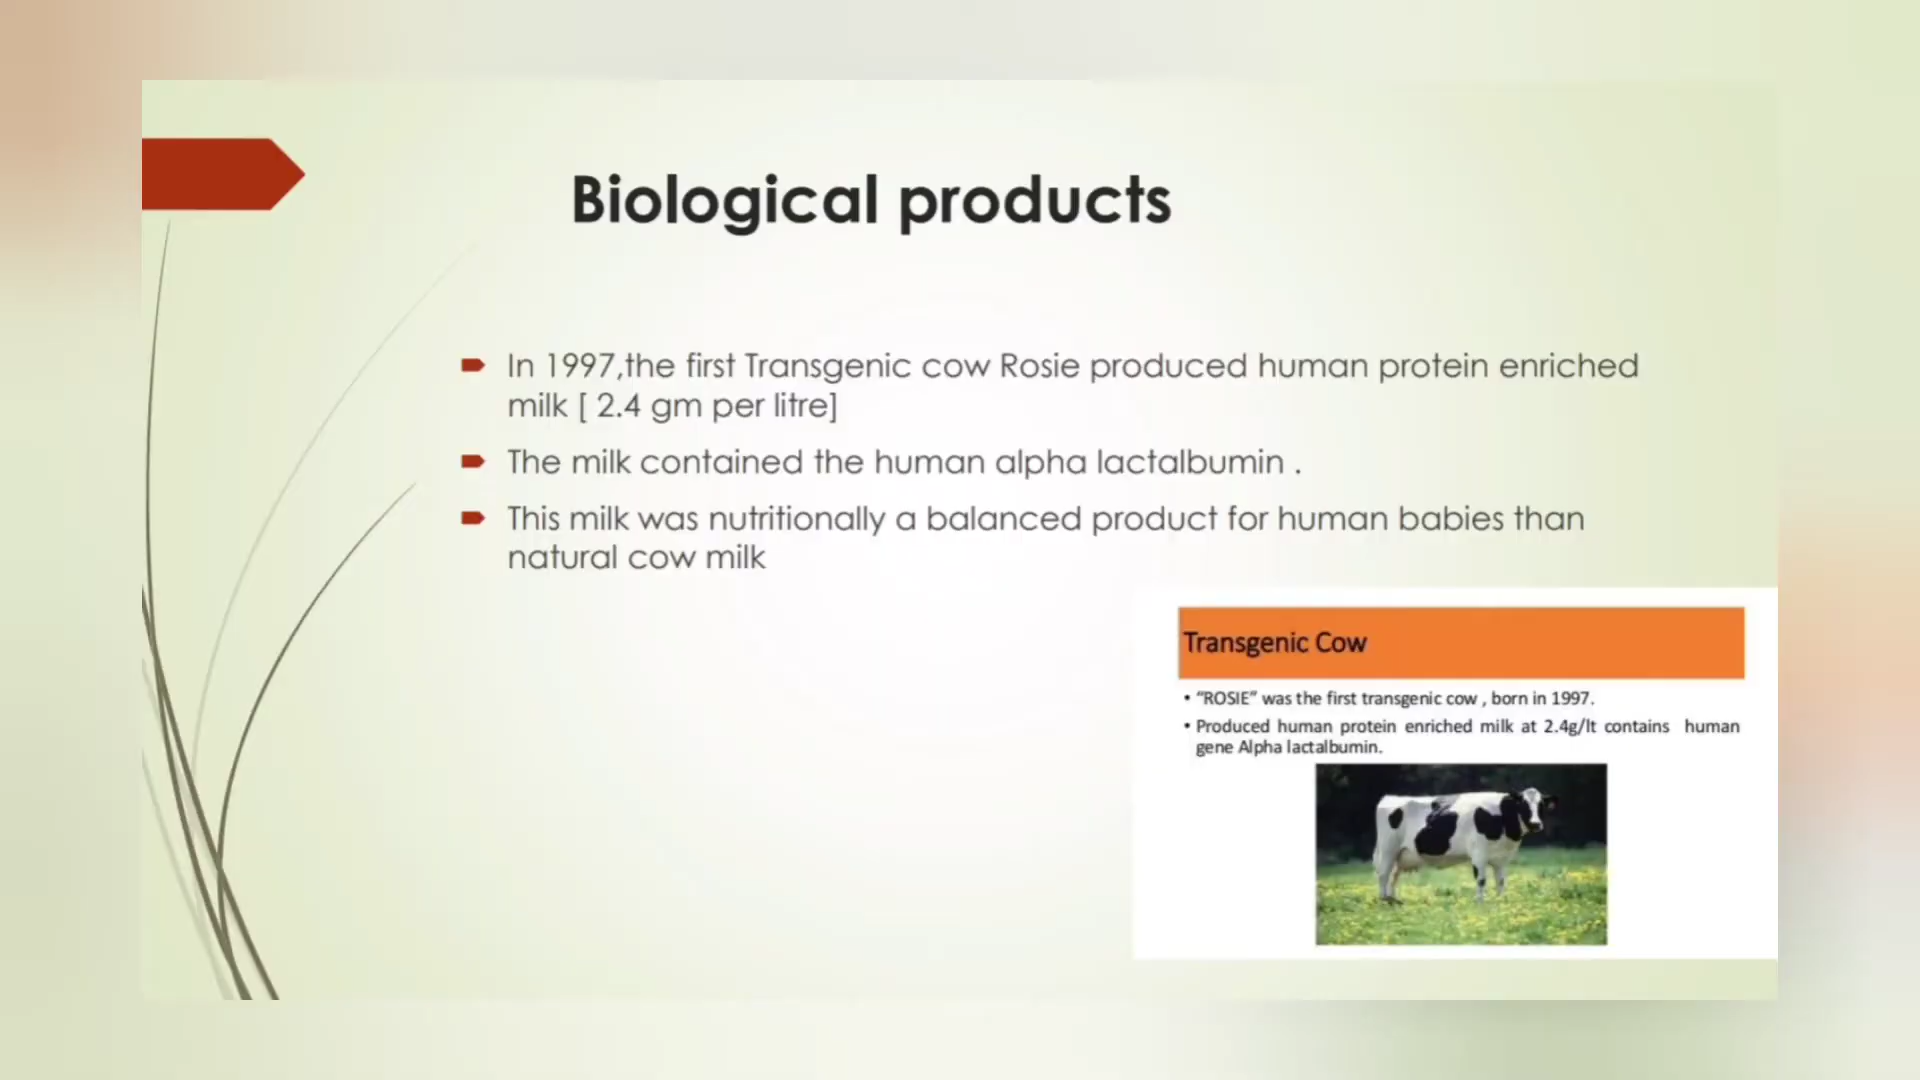 Biological products
In 1997,the first Transgenic cow Rosie produced human protein enriched
milk [ 2.4 gm per litre]
The milk contained the human alpha lactalbumin .
This milk was nutritionally a balanced product for human babies than
natural cow milk
Transgenic Cow
• “ROSIE” was the first transgenic cow , born in 1997.
• Produced human protein enriched milk at 2.4g/lt contains human
gene Alpha lactalbumin.